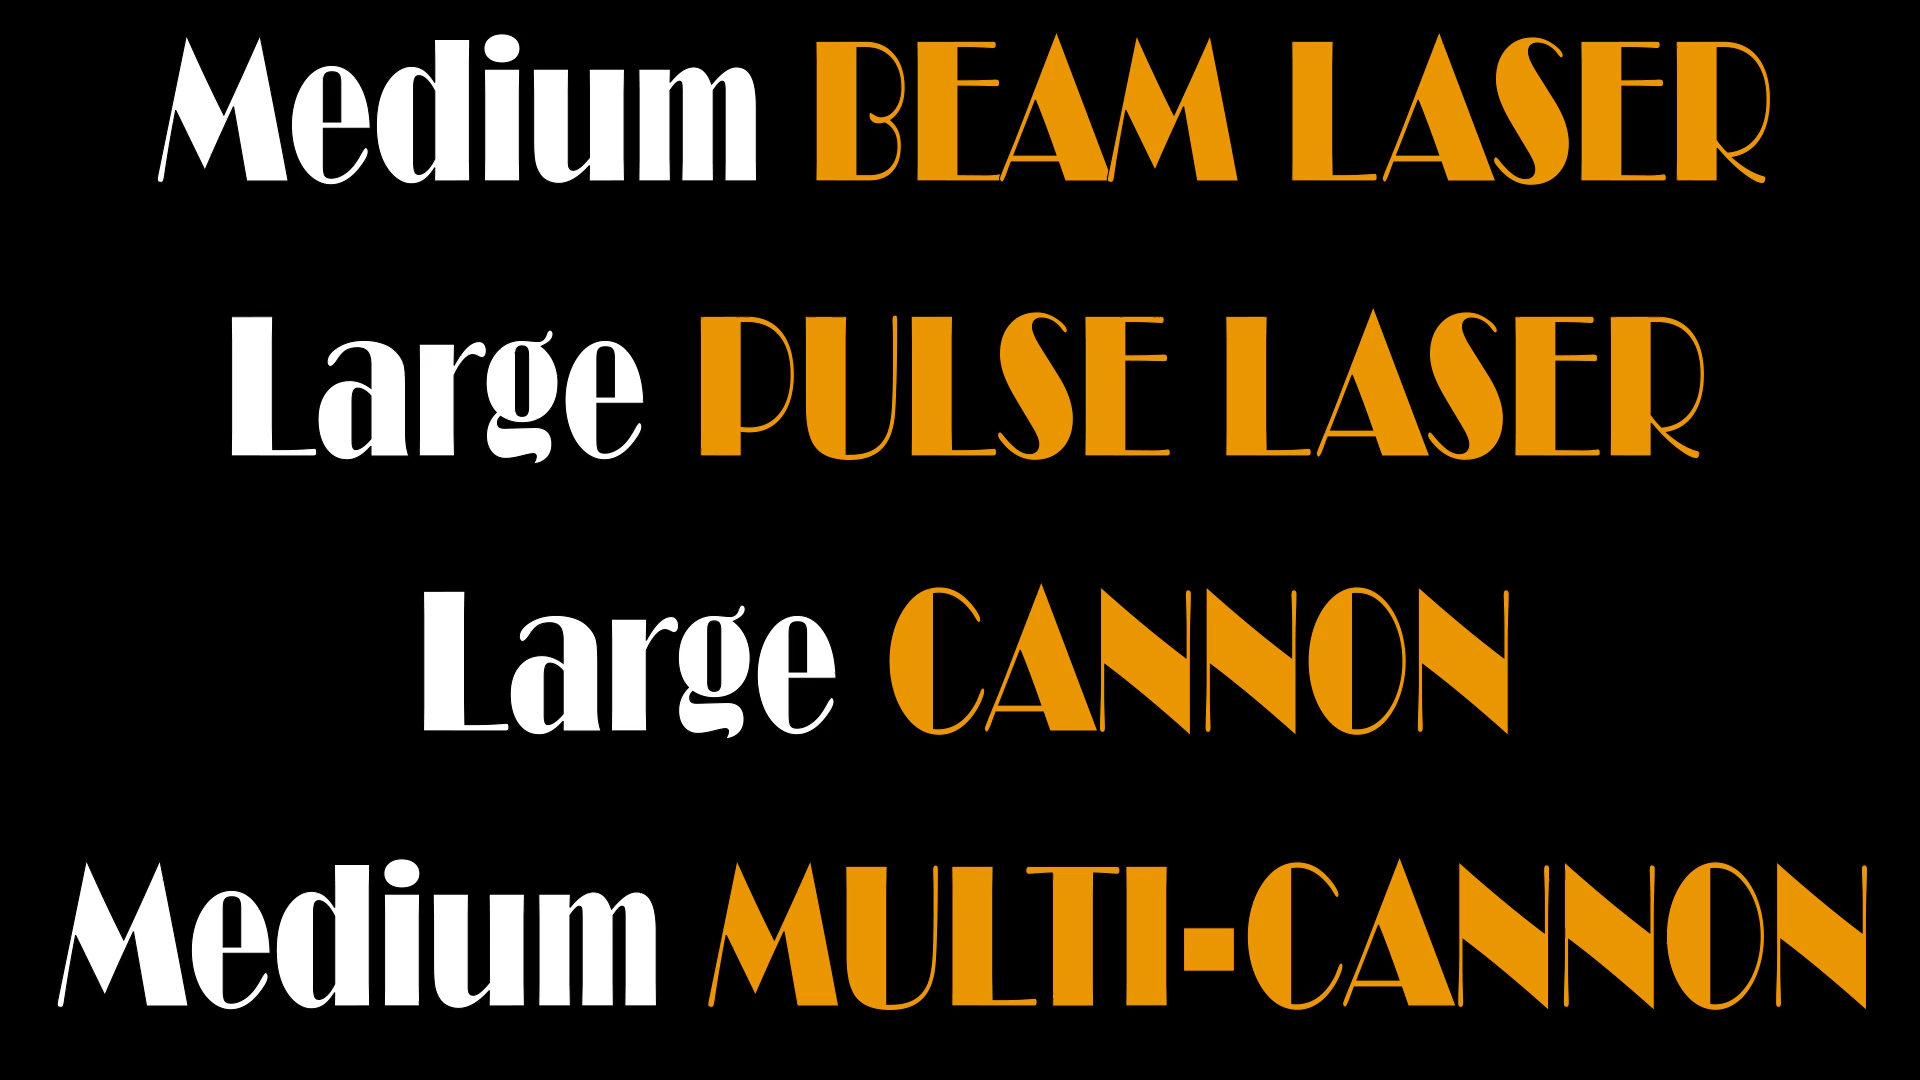 Medium BEAM LASER
Large PULSE LASER
Large CANNON
Medium MULTI-CANNON